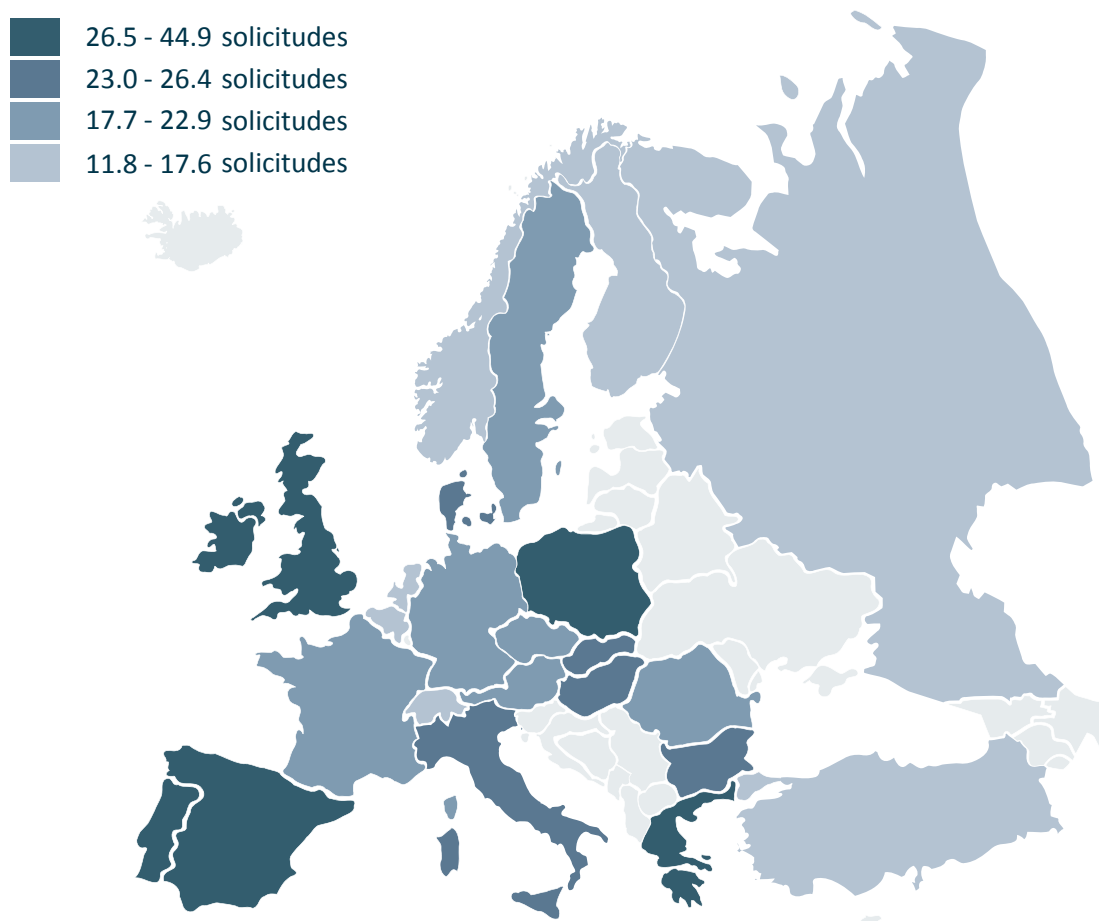 26.5 - 44.9 solicitudes
23.0 - 26.4 solicitudes
17.7 - 22.9 solicitudes
11.8 - 17.6 solicitudes